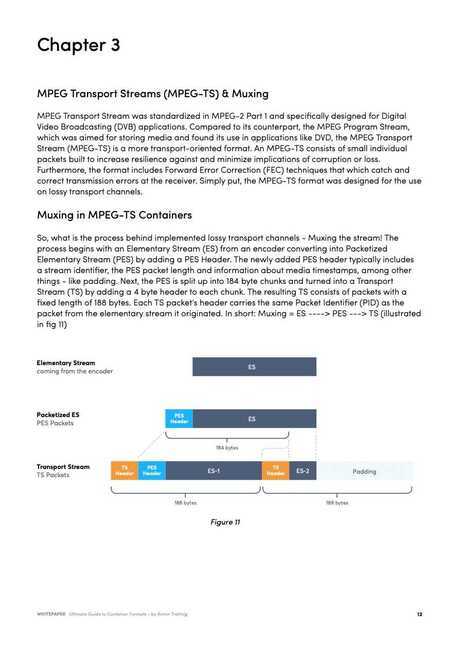 Chapter 3
MPEG Transport Streams (MPEG-TS) & Muxing
MPEG Transport Stream was standardized in MPEG-2 Part 1 and specifically designed for Digital
Video Broadcasting (DVB) applications. Compared to its counterpart, the MPEG Program Stream,
which was aimed for storing media and found its use in applications like DVD, the MPEG Transport
Stream (MPEG-TS) is a more transport-oriented format. An MPEG-TS consists of small individual
packets built to increase resilience against and minimize implications of corruption or loss.
Furthermore, the format includes Forward Error Correction (FEC) techniques that which catch and
correct transmission errors at the receiver. Simply put, the MPEG-TS format was designed for the use
on lossy transport channels.
Muxing in MPEG-TS Containers
So, what is the process behind implemented lossy transport channels - Muxing the stream! The
process begins with an Elementary Stream (ES) from an encoder converting into Packetized
Elementary Stream (PES) by adding a PES Header. The newly added PES header typically includes
a stream identifier, the PES packet length and information about media timestamps, among other
things - like padding. Next, the PES is split up into 184 byte chunks and turned into a Transport
Stream (TS) by adding a 4 byte header to each chunk. The resulting TS consists of packets with a
fixed length of 188 bytes. Each TS packet's header carries the same Packet Identifier (PID) as the
packet from the elementary stream it originated. In short: Muxing = ES ----> PES ---> TS (illustrated
in fig 11)
Elementary Stream
coming from the encoder
ES
Packetized ES
PES Packets
PES
Header
ES
184 bytes
Transport Stream
TS Packets
TS
Header
PES
Header
ES-1
TS
Header
ES-2
Padding
188 bytes
188 bytes
Figure 11
WHITEPAPER Ultimate Guide to Container Formats - by Armin Trattnig
12